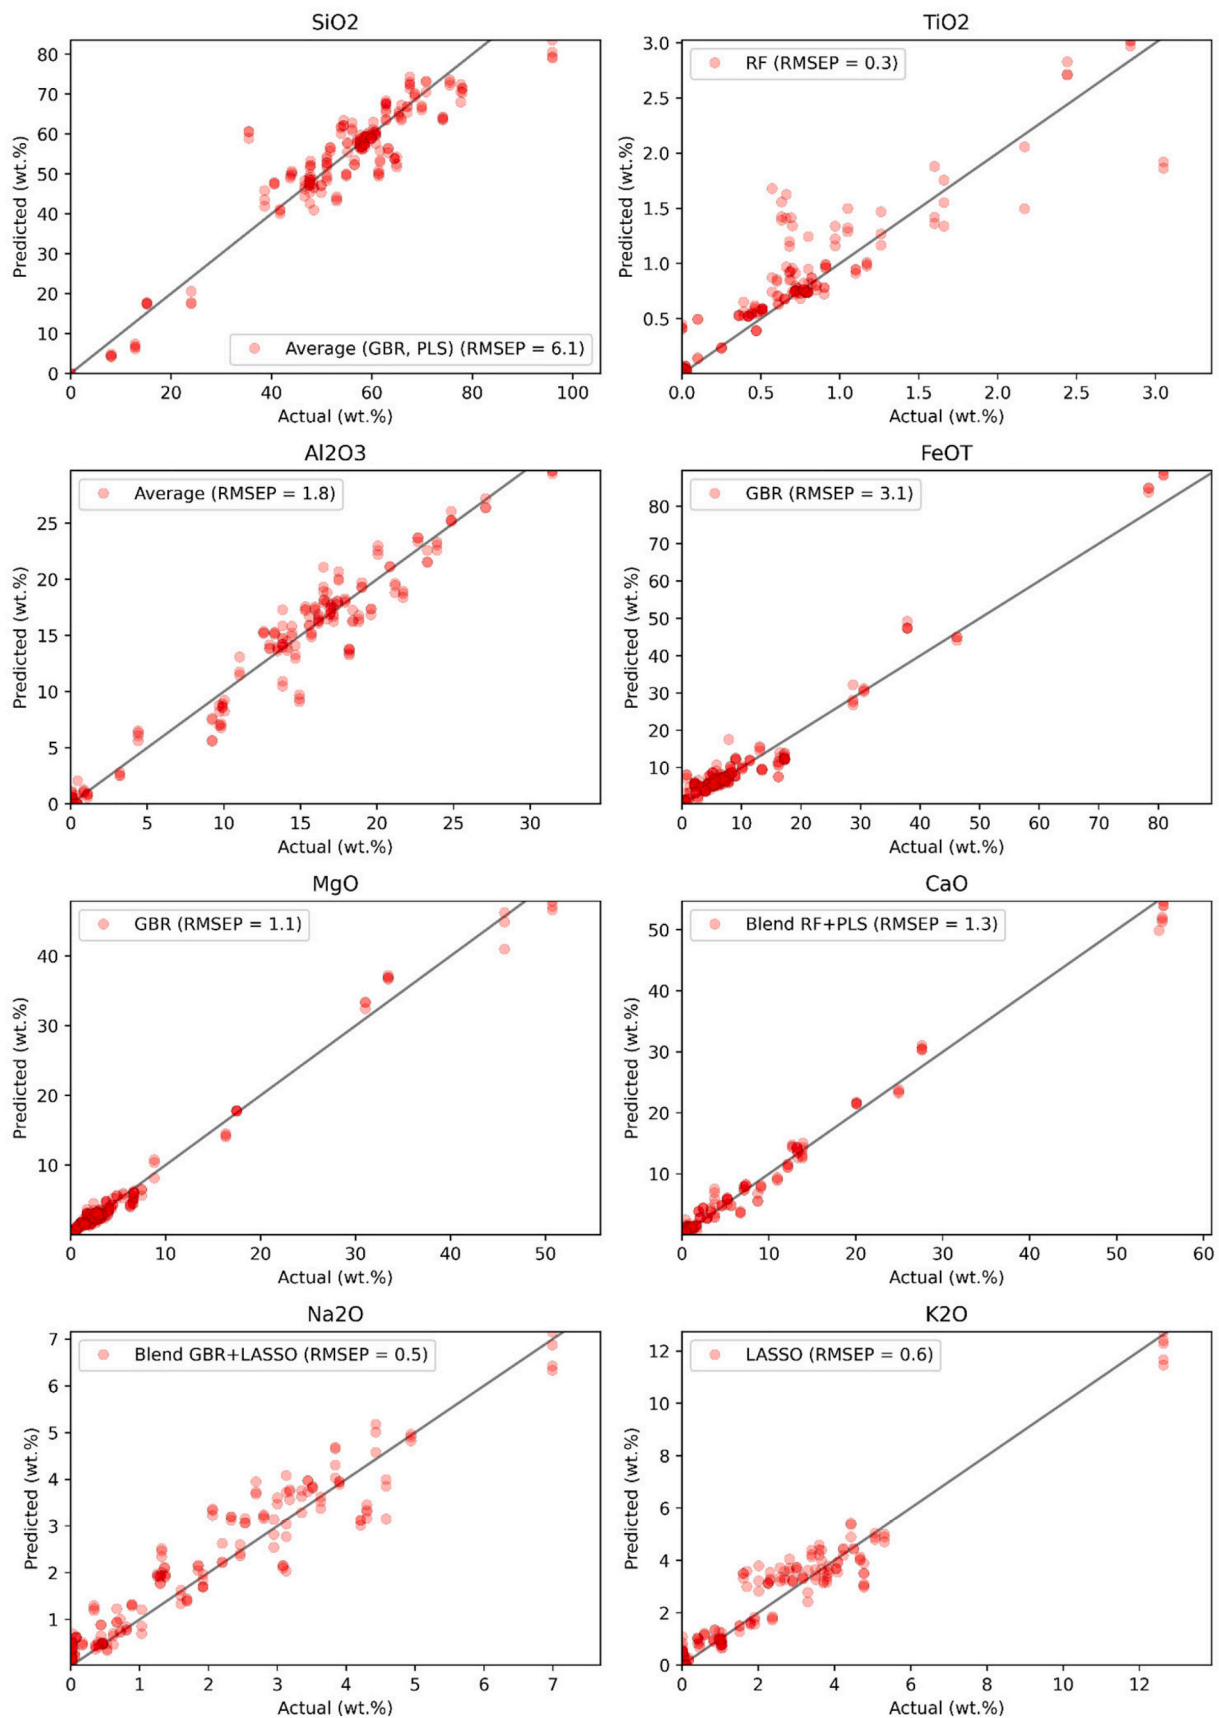 SiO2
80
70
60
50
40
30
20
10
0
Predicted (wt.%)
Average (GBR, PLS) (RMSEP = 6.1)
0 20 40 60 80 100
Actual (wt.%)
TiO2
3.0
2.5
2.0
1.5
1.0
0.5
Predicted (wt.%)
RF (RMSEP = 0.3)
0.0 0.5 1.0 1.5 2.0 2.5 3.0
Actual (wt.%)
Al2O3
25
20
15
10
5
0
Predicted (wt.%)
Average (RMSEP = 1.8)
0 5 10 15 20 25 30
Actual (wt.%)
FeOT
80
70
60
50
40
30
20
10
Predicted (wt.%)
GBR (RMSEP = 3.1)
0 10 20 30 40 50 60 70 80
Actual (wt.%)
MgO
40
30
20
10
Predicted (wt.%)
GBR (RMSEP = 1.1)
0 10 20 30 40 50
Actual (wt.%)
CaO
50
40
30
20
10
Predicted (wt.%)
Blend RF+PLS (RMSEP = 1.3)
0 10 20 30 40 50 60
Actual (wt.%)
Na2O
7
6
5
4
3
2
1
Predicted (wt.%)
Blend GBR+LASSO (RMSEP = 0.5)
0 1 2 3 4 5 6 7
Actual (wt.%)
K2O
12
10
8
6
4
2
0
Predicted (wt.%)
LASSO (RMSEP = 0.6)
0 2 4 6 8 10 12
Actual (wt.%)